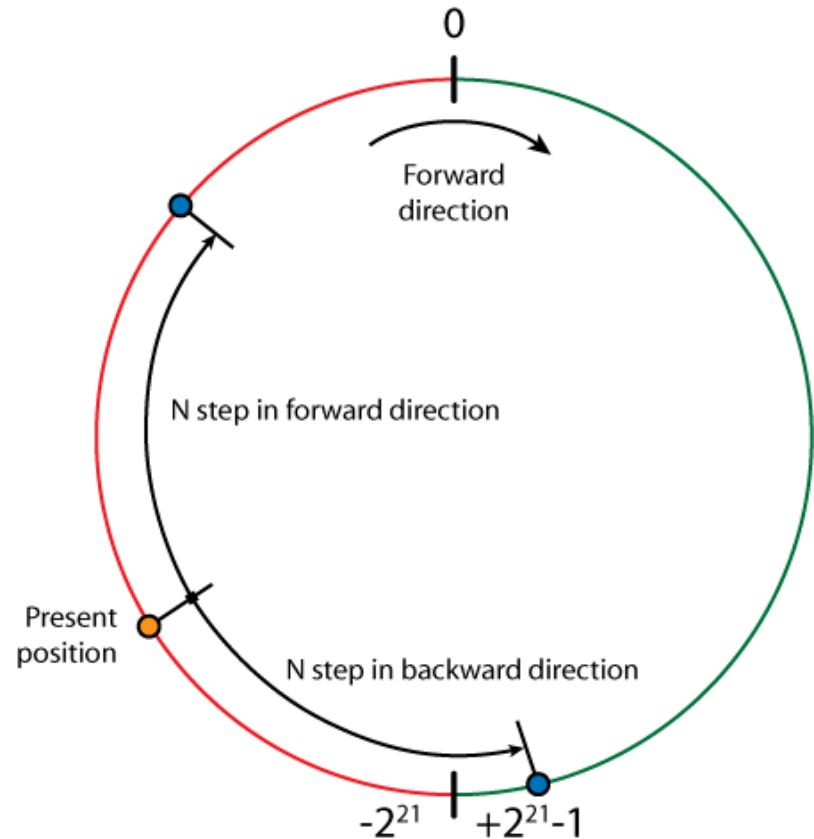 0
Forward
direction
N step in forward direction
Present
position
N step in backward direction
-2²¹
+2²¹-1